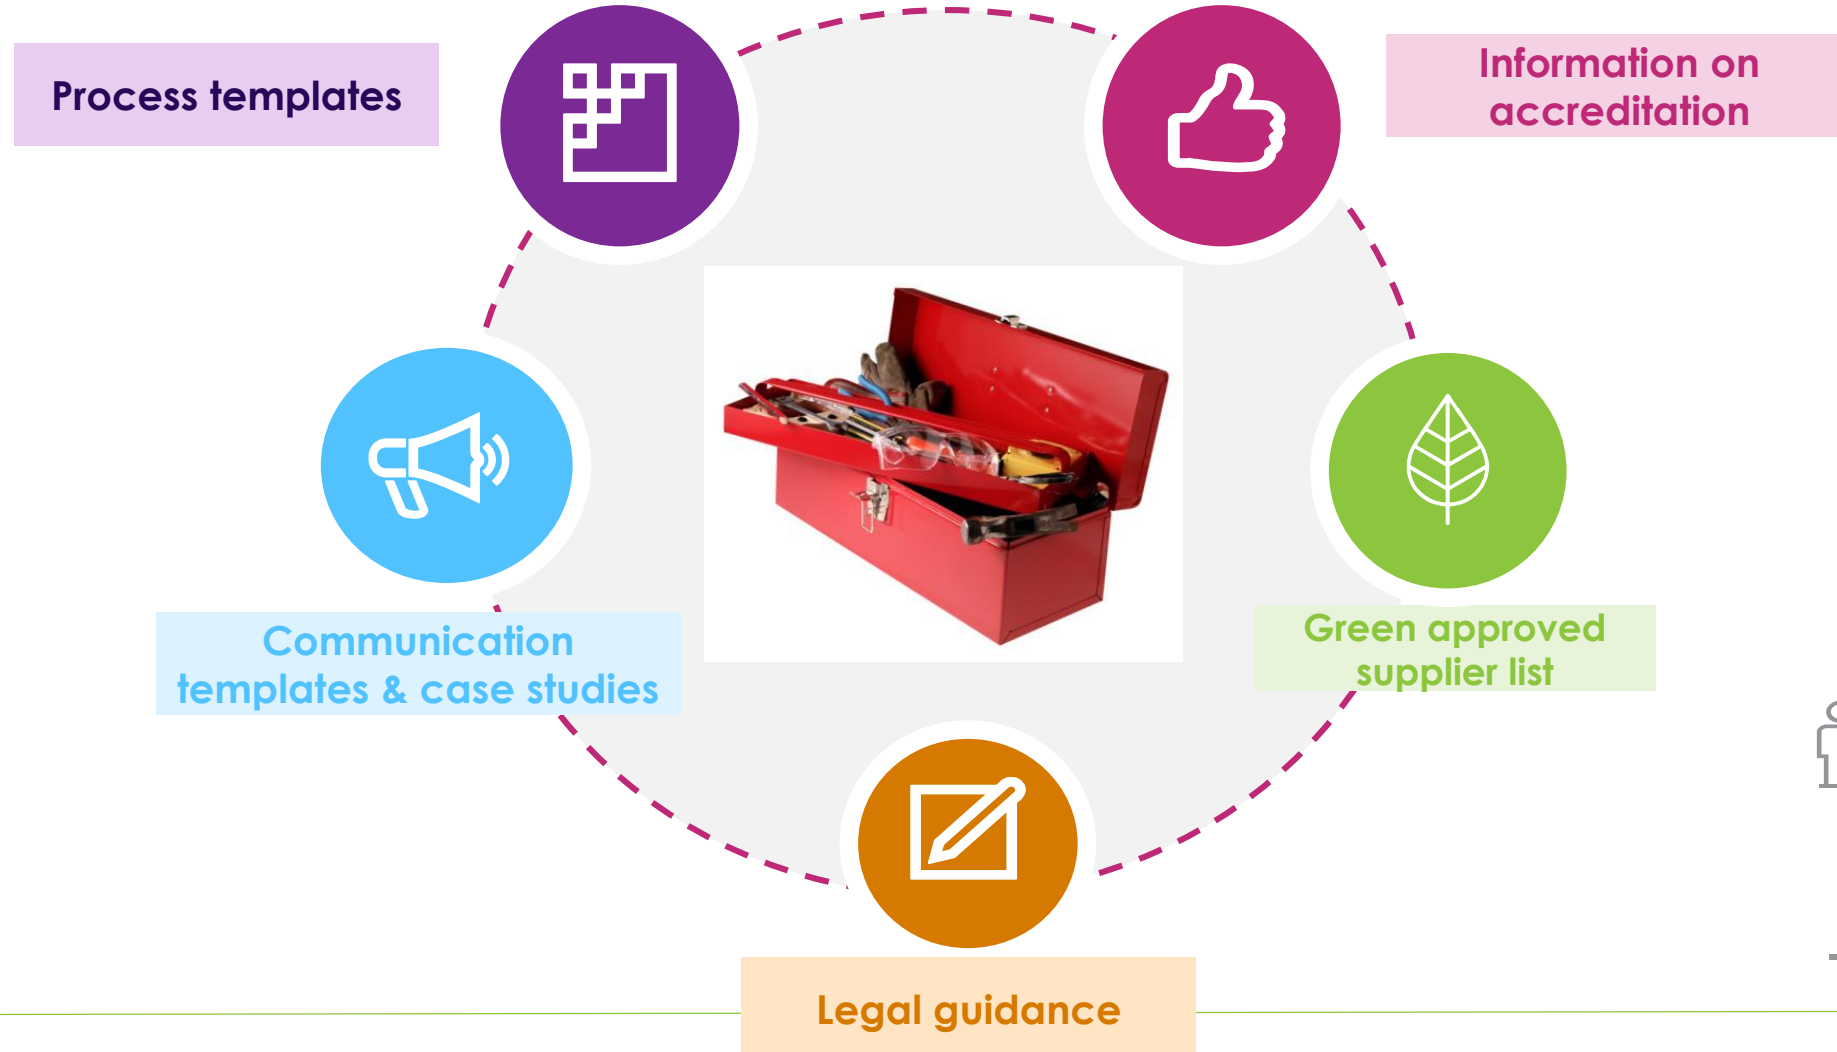 Process templates
Information on
accreditation
Communication
templates & case studies
Green approved
supplier list
Legal guidance